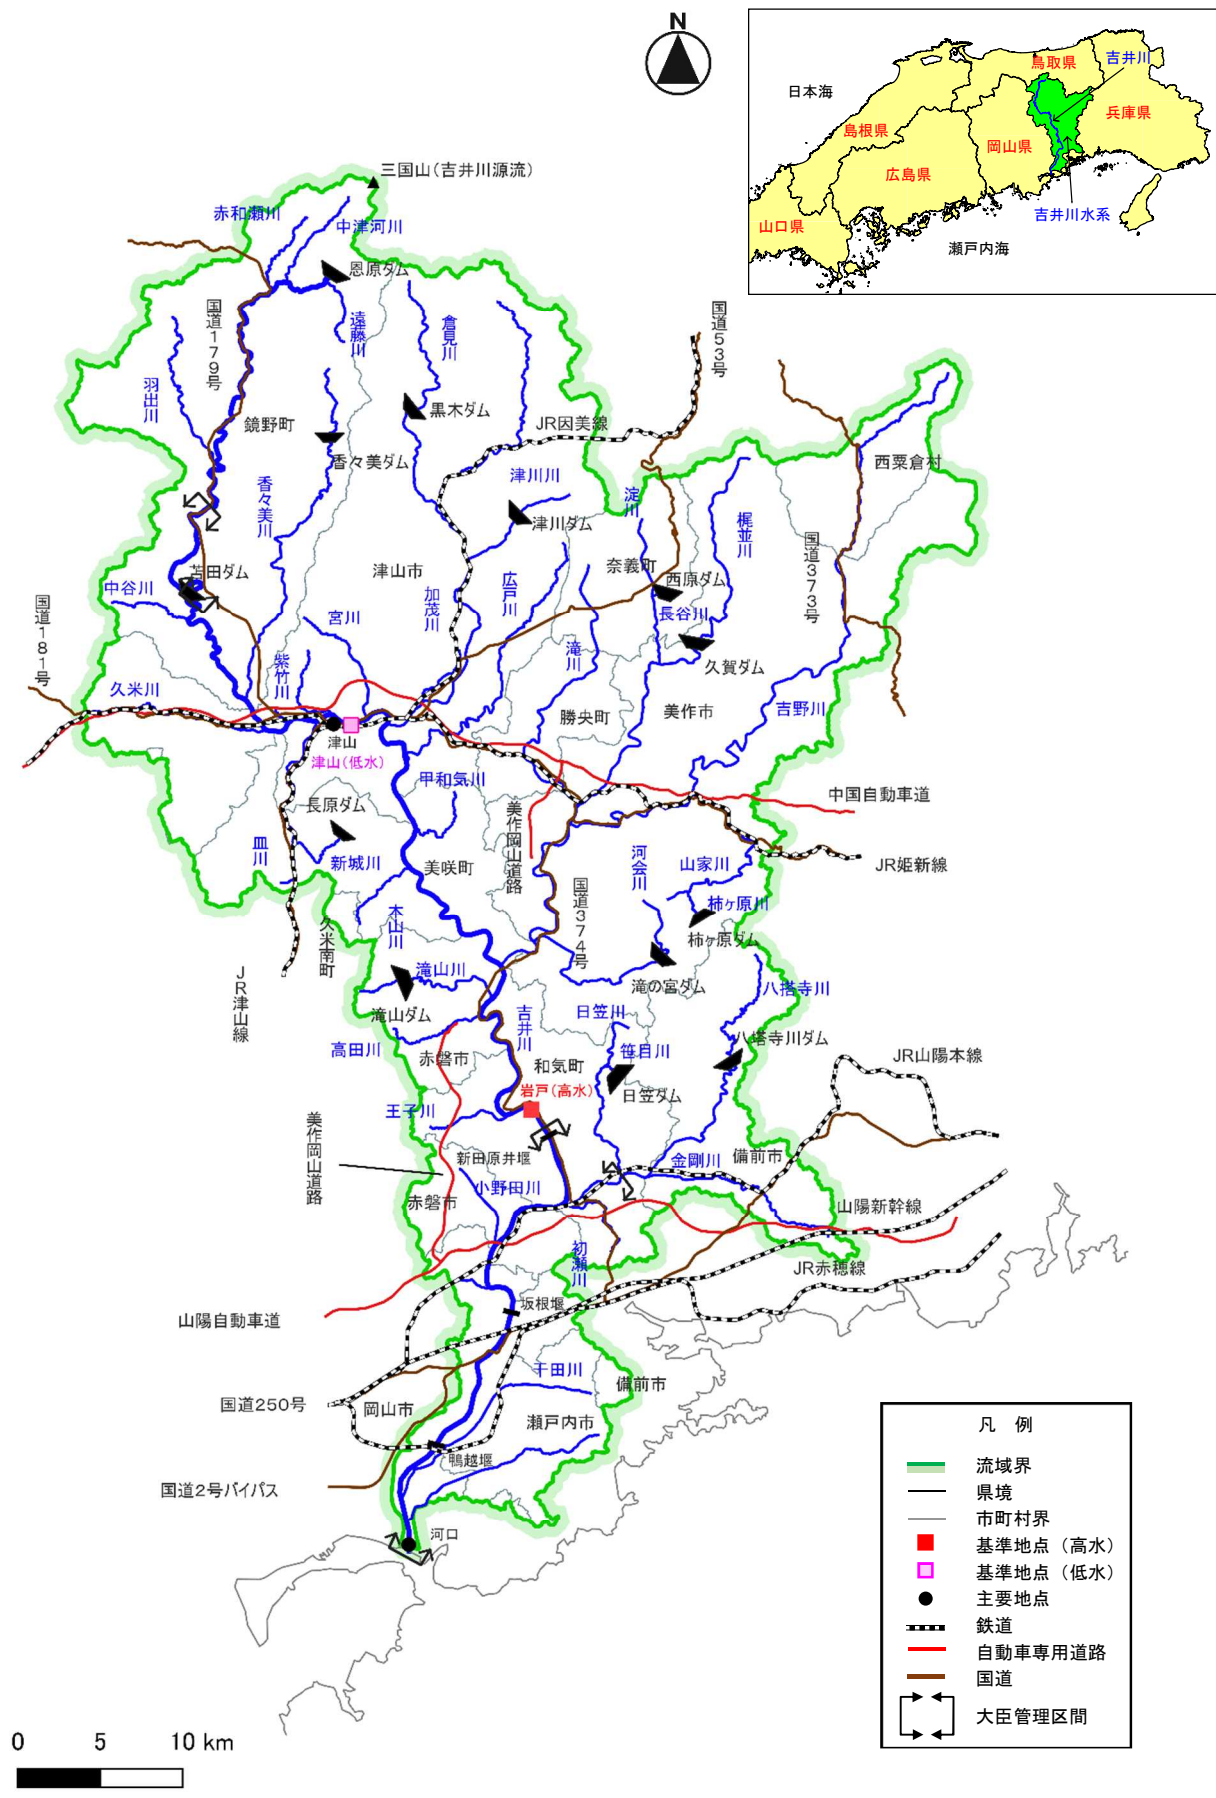 N
鳥取県
吉井川
日本海
兵庫県
島根県
岡山県
広島県
吉井川水系
山口県
瀬戸内海
三国山(吉井川源流)
赤和瀬川
中津河川
恩原ダム
国道179号
遠藤川
倉見川
国道53号
羽出川
黒木ダム
鏡野町
JR因美線
香々美ダム
西粟倉村
津川川
香々美川
淀川
梶並川
津川ダム
国道373号
苫田ダム
津山市
奈義町
西原ダム
中谷川
広戸川
加茂川
国道181号
宮川
長谷川
滝川
久賀ダム
紫竹川
久米川
勝央町
美作市
吉野川
津山
津山(低水)
甲和気川
中国自動車道
長原ダム
美作岡山道路
皿川
新城川
美咲町
河会川
山家川
JR姫新線
国道374号
柿ヶ原川
久米南町
本山川
柿ヶ原ダム
JR津山線
滝山川
滝の宮ダム
八塔寺川
滝山ダム
吉井川
日笠川
高田川
赤磐市
和気町
笹目川
八塔寺川ダム
JR山陽本線
岩戸(高水)
日笠ダム
王子川
美作岡山道路
新田原井堰
金剛川
備前市
小野田川
赤磐市
山陽新幹線
初瀬川
JR赤穂線
坂根堰
山陽自動車道
干田川
備前市
国道250号
岡山市
瀬戸内市
鴨越堰
国道2号バイパス
河口
凡 例
流域界
県境
市町村界
基準地点(高水)
基準地点(低水)
主要地点
鉄道
自動車専用道路
国道
大臣管理区間
0 5 10 km